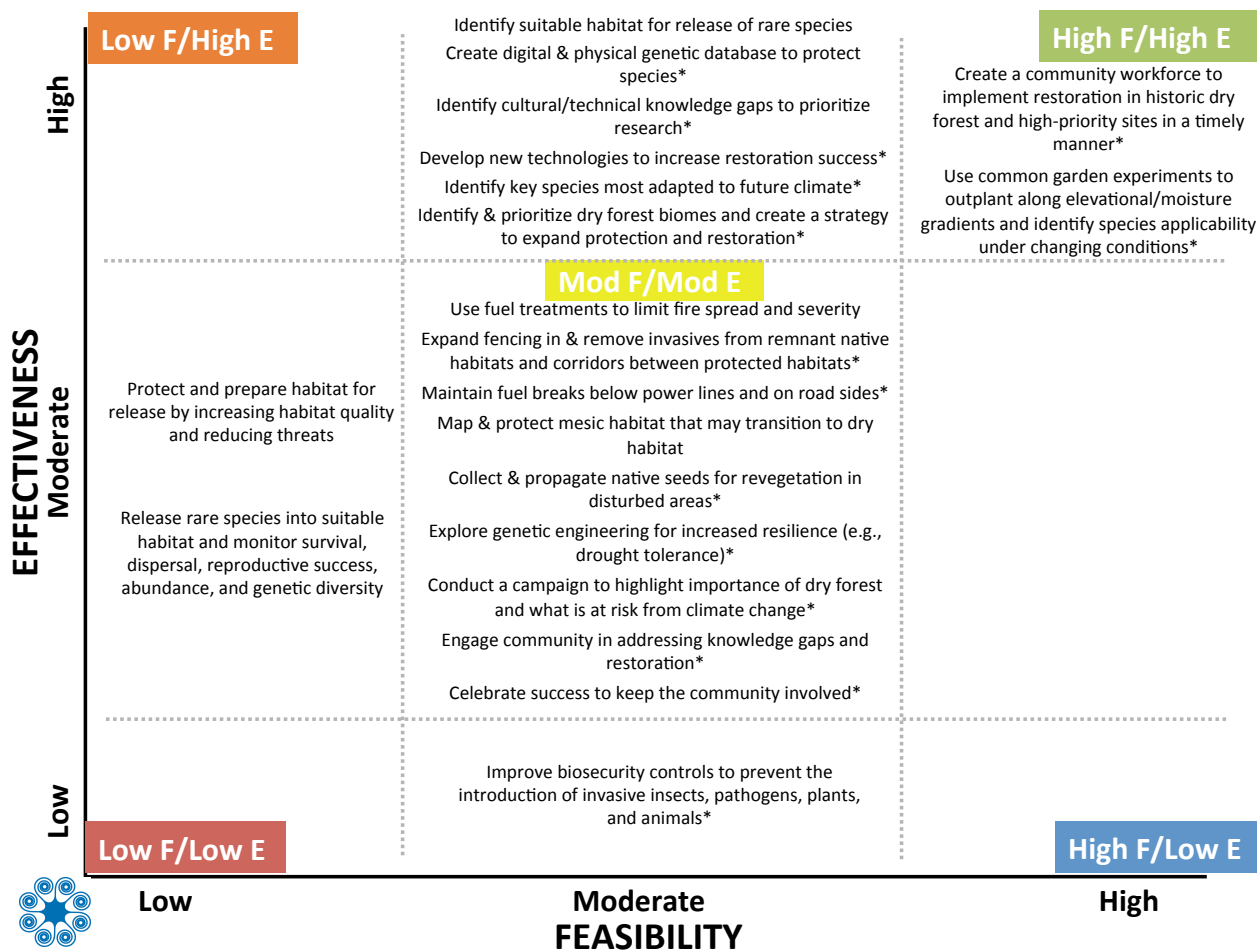 Low F/High E
Identify suitable habitat for release of rare species
Create digital & physical genetic database to protect
species*
Identify cultural/technical knowledge gaps to prioritize
research*
Develop new technologies to increase restoration success*
Identify key species most adapted to future climate*
Identify & prioritize dry forest biomes and create a strategy
to expand protection and restoration*
High F/High E
Create a community workforce to
implement restoration in historic dry
forest and high-priority sites in a timely
manner*
Use common garden experiments to
outplant along elevational/moisture
gradients and identify species applicability
under changing conditions*
High
EFFECTIVENESS
Moderate
Protect and prepare habitat for
release by increasing habitat quality
and reducing threats
Release rare species into suitable
habitat and monitor survival,
dispersal, reproductive success,
abundance, and genetic diversity
Mod F/Mod E
Use fuel treatments to limit fire spread and severity
Expand fencing in & remove invasives from remnant native
habitats and corridors between protected habitats*
Maintain fuel breaks below power lines and on road sides*
Map & protect mesic habitat that may transition to dry
habitat
Collect & propagate native seeds for revegetation in
disturbed areas*
Explore genetic engineering for increased resilience (e.g.,
drought tolerance)*
Conduct a campaign to highlight importance of dry forest
and what is at risk from climate change*
Engage community in addressing knowledge gaps and
restoration*
Celebrate success to keep the community involved*
Low
Improve biosecurity controls to prevent the
introduction of invasive insects, pathogens, plants,
and animals*
Low F/Low E
High F/Low E
Low
Moderate
High
FEASIBILITY